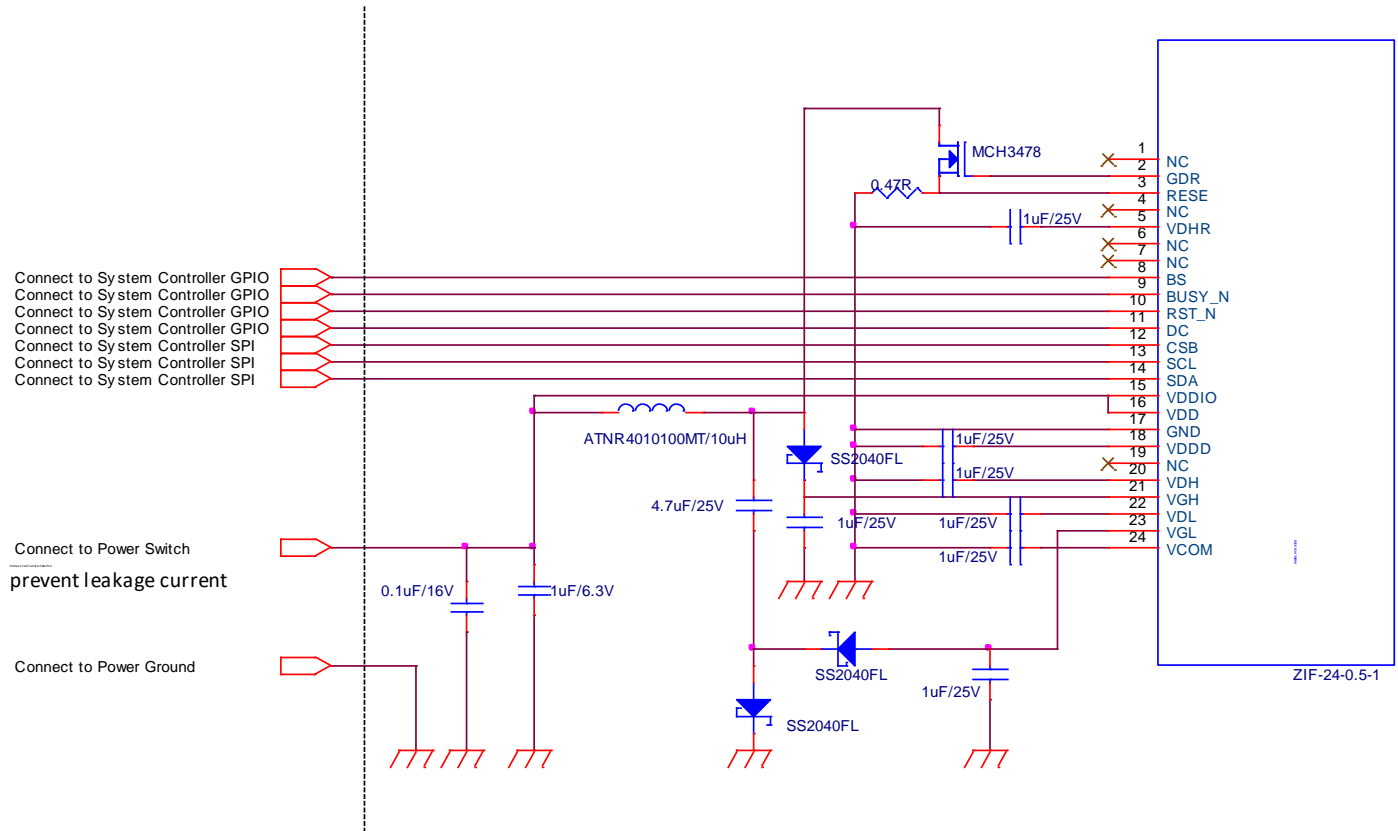 1
MCH3478
2
NC
3
GDR
0.47R
4
RESE
5
NC
1uF/25V
6
VDHR
7
NC
8
NC
Connect to System Controller GPIO
9
BS
Connect to System Controller GPIO
10
BUSY_N
Connect to System Controller GPIO
11
RST_N
Connect to System Controller GPIO
12
DC
Connect to System Controller SPI
13
CSB
Connect to System Controller SPI
14
SCL
Connect to System Controller SPI
15
SDA
16
VDDIO
17
VDD
ATNR4010100MT/10uH
18
GND
1uF/25V
19
VDDD
SS2040FL
20
NC
1uF/25V
21
VDH
22
VGH
4.7uF/25V
23
VDL
1uF/25V
1uF/25V
24
VGL
Connect to Power Switch
1uF/25V
VCOM
prevent leakage current
0.1uF/16V
1uF/6.3V
Connect to Power Ground
SS2040FL
1uF/25V
ZIF-24-0.5-1
SS2040FL